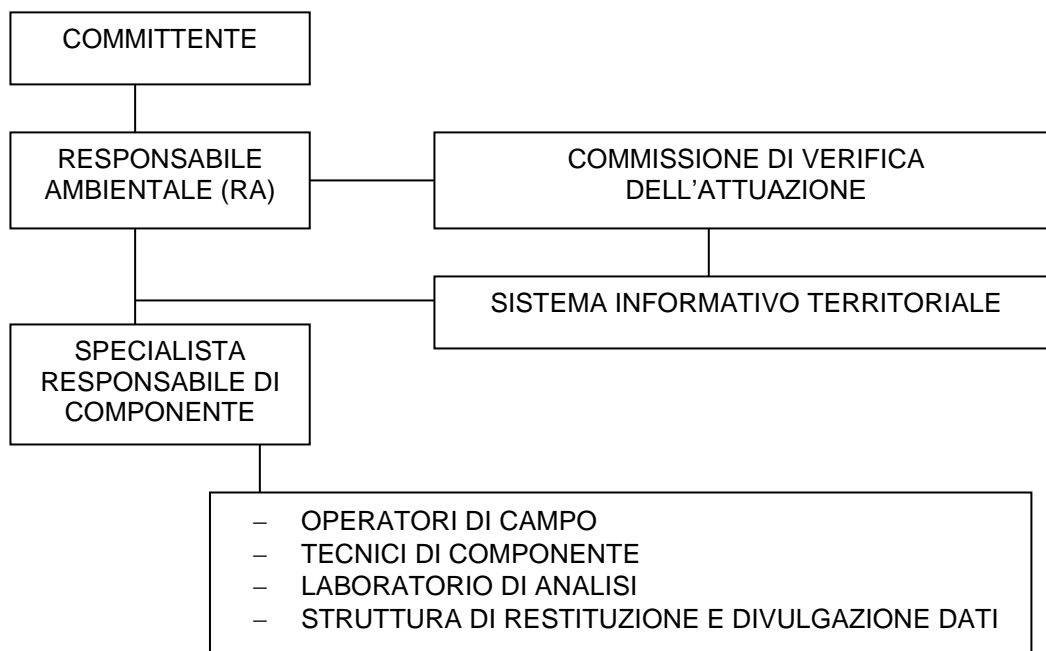 COMMITTENTE
RESPONSABILE
AMBIENTALE (RA)
COMMISSIONE DI VERIFICA
DELL’ATTUAZIONE
SISTEMA INFORMATIVO TERRITORIALE
SPECIALISTA
RESPONSABILE DI
COMPONENTE
– OPERATORI DI CAMPO
– TECNICI DI COMPONENTE
– LABORATORIO DI ANALISI
– STRUTTURA DI RESTITUZIONE E DIVULGAZIONE DATI